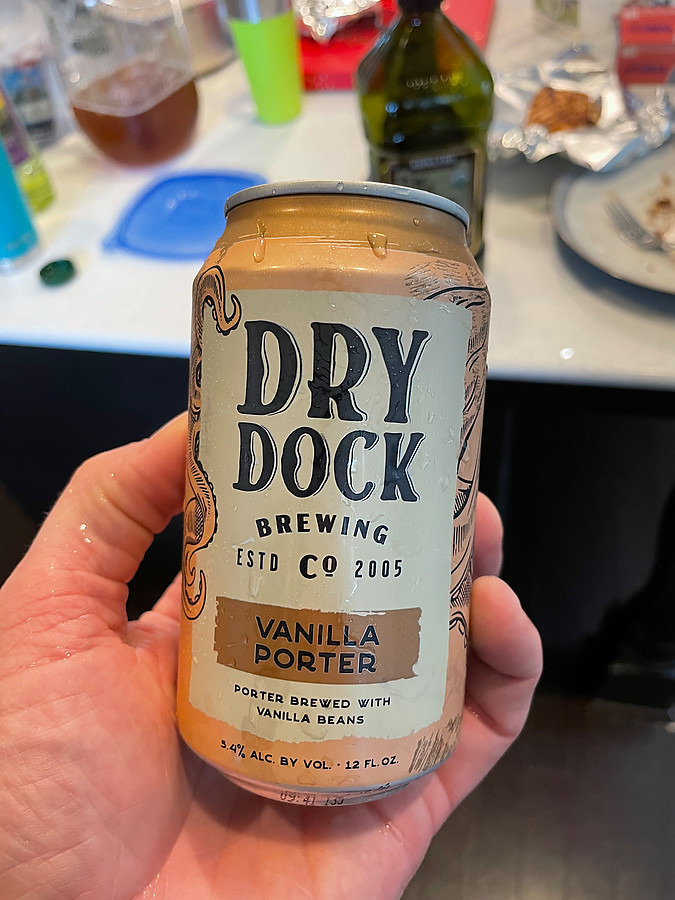 DRY
DOCK
BREWING
ESTD Co 2005
VANILLA
PORTER
PORTER BREWED WITH
VANILLA BEANS
5.4% ALC. BY VOL. · 12 FL. OZ.